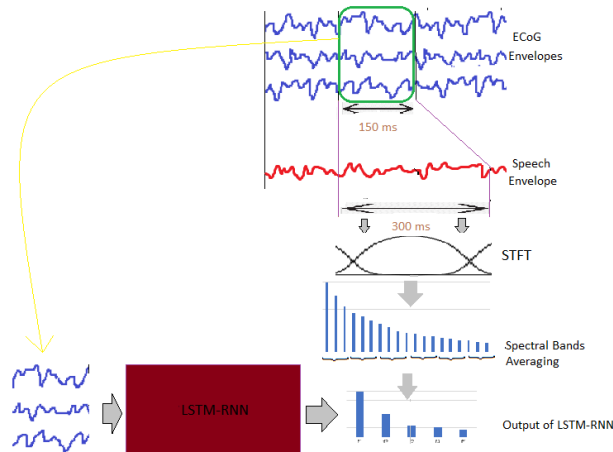 ECoG
Envelopes
150 ms
Speech
Envelope
300 ms
STFT
Spectral Bands
Averaging
LSTM-RNN
Output of LSTM-RNN